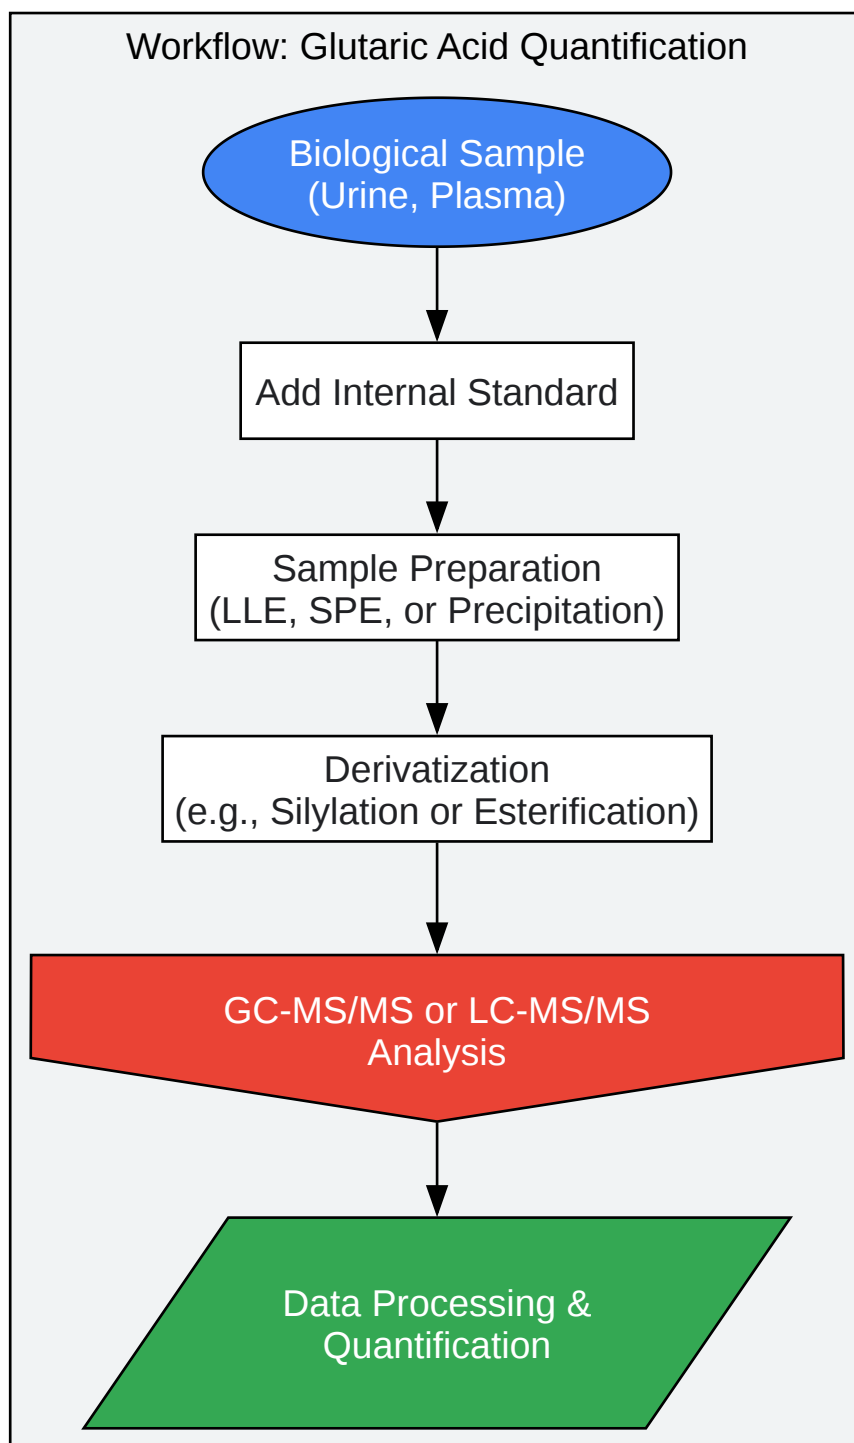 Workflow: Glutaric Acid Quantification
Biological Sample
(Urine, Plasma)
Add Internal Standard
Sample Preparation
(LLE, SPE, or Precipitation)
Derivatization
(e.g., Silylation or Esterification)
GC-MS/MS or LC-MS/MS
Analysis
Data Processing &
Quantification